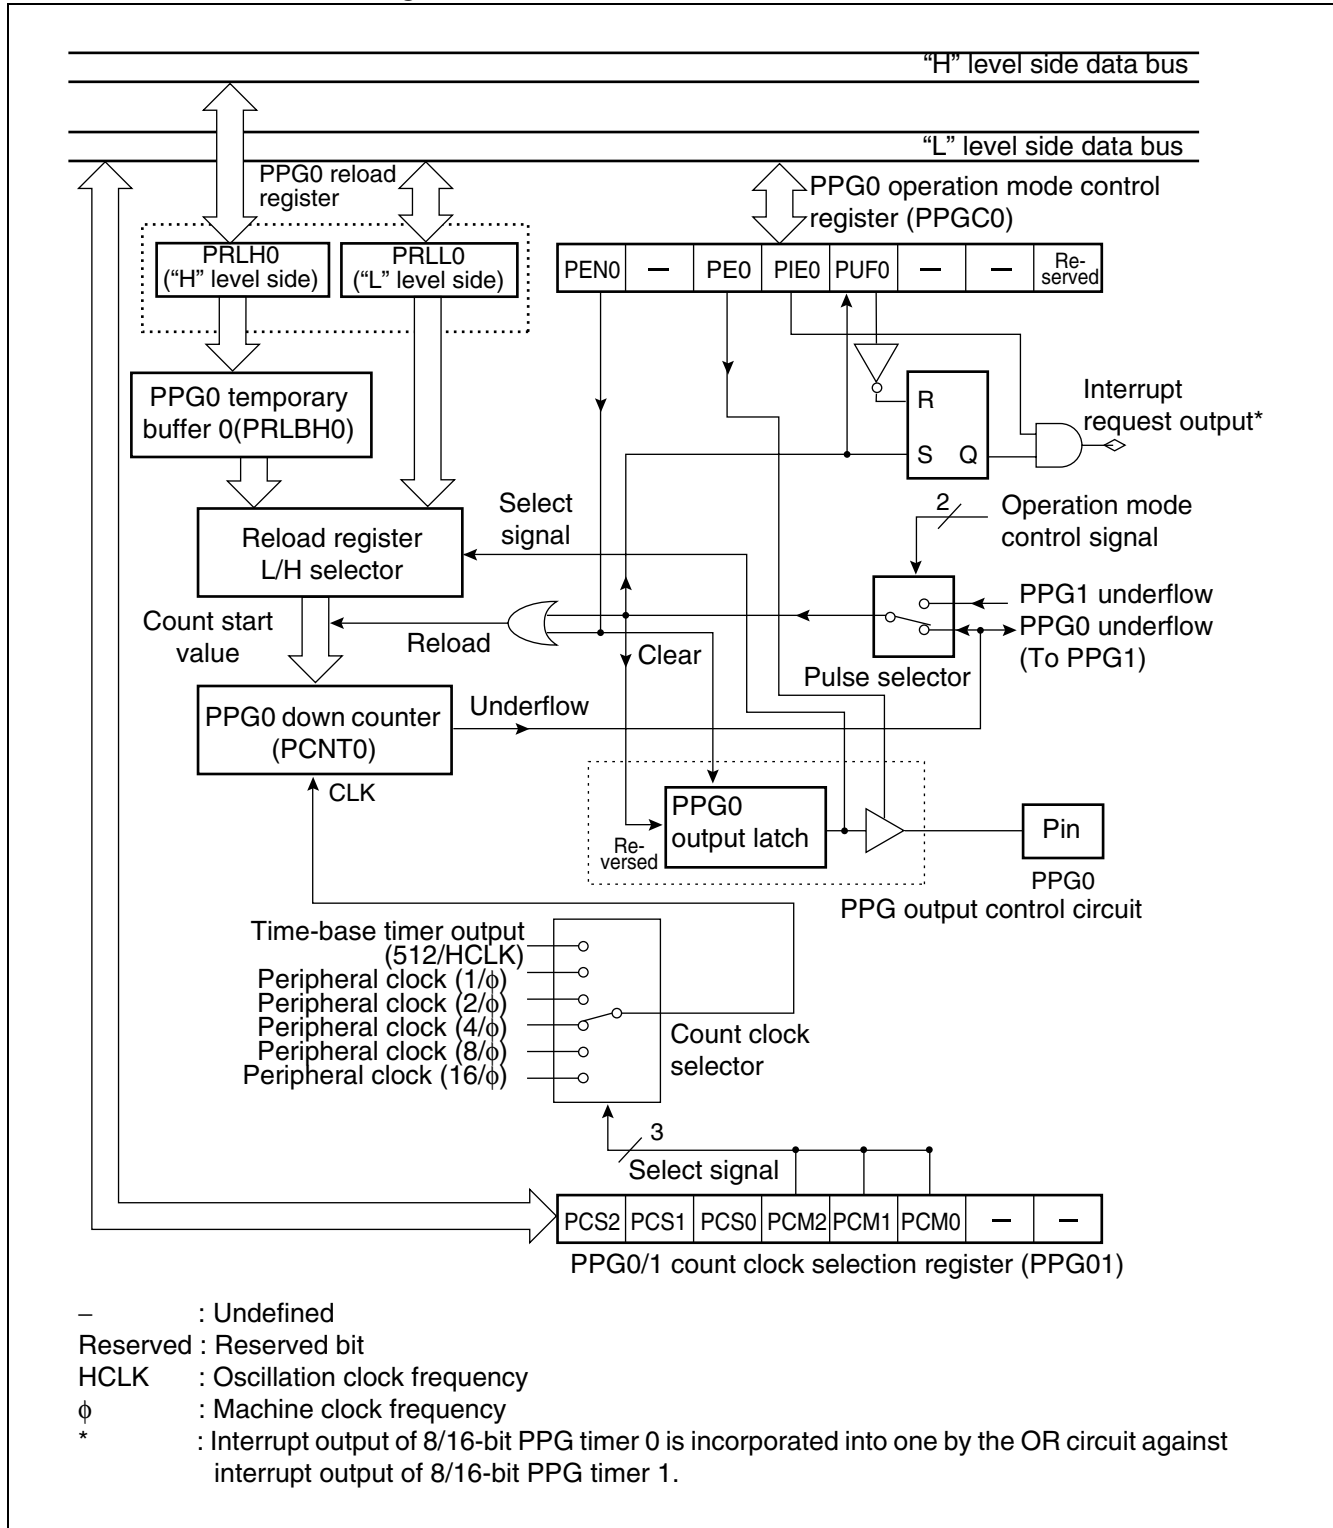 “H” level side data bus
“L” level side data bus
PPG0 reload
register
PPG0 operation mode control
register (PPGC0)
PRLH0
(“H” level side)
PRLL0
(“L” level side)
PEN0 — PE0 PIE0 PUF0 — — Re-
served
PPG0 temporary
buffer 0(PRLBH0)
R
S Q
Interrupt
request output*
Select
signal
2
Operation mode
control signal
Reload register
L/H selector
Count start
value
Reload
Clear
PPG1 underflow
PPG0 underflow
(To PPG1)
Pulse selector
PPG0 down counter
(PCNT0)
Underflow
CLK
PPG0
output latch
Re-
versed
Pin
PPG0
PPG output control circuit
Time-base timer output
(512/HCLK)
Peripheral clock (1/ϕ)
Peripheral clock (2/ϕ)
Peripheral clock (4/ϕ)
Peripheral clock (8/ϕ)
Peripheral clock (16/ϕ)
Count clock
selector
3
Select signal
PCS2 PCS1 PCS0 PCM2 PCM1 PCM0 — —
PPG0/1 count clock selection register (PPG01)
– : Undefined
Reserved : Reserved bit
HCLK : Oscillation clock frequency
ϕ : Machine clock frequency
* : Interrupt output of 8/16-bit PPG timer 0 is incorporated into one by the OR circuit against
interrupt output of 8/16-bit PPG timer 1.